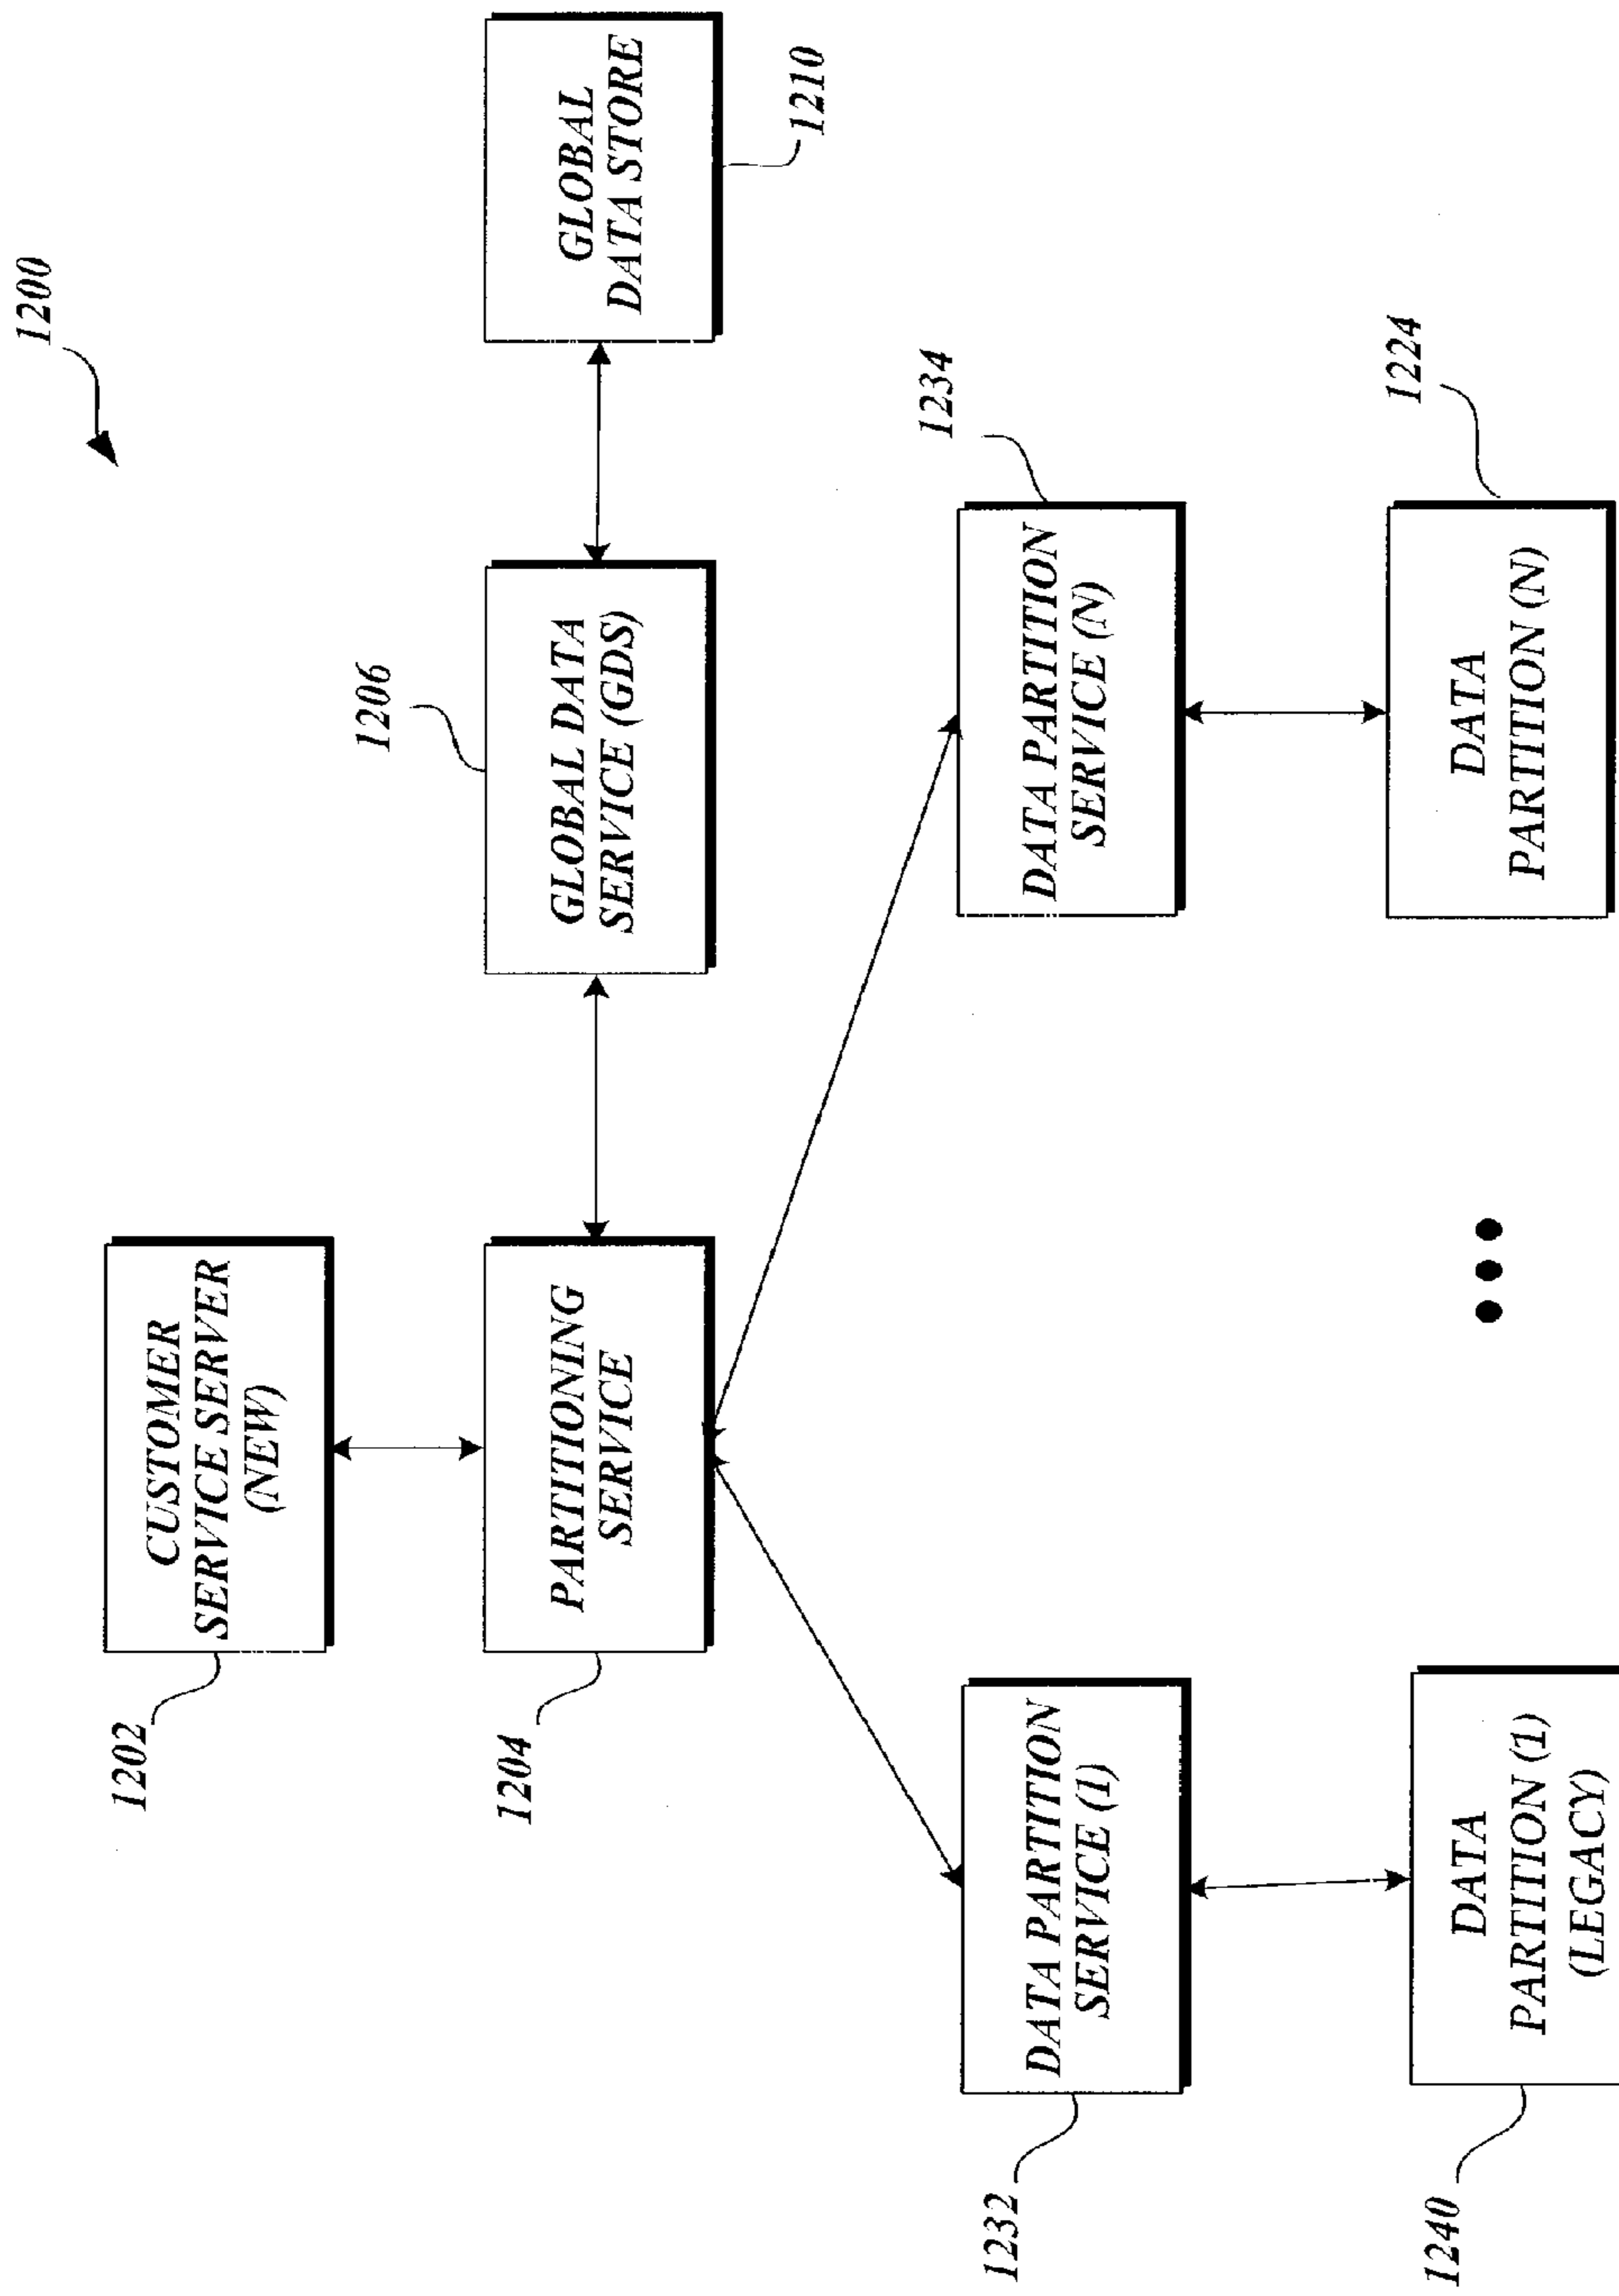 1200
1202
CUSTOMER
SERVICE SERVER
(NEW)
1204
PARTITIONING
SERVICE
1206
GLOBAL DATA
SERVICE (GDS)
GLOBAL
DATA STORE
1210
1232
DATA PARTITION
SERVICE (1)
1234
DATA PARTITION
SERVICE (N)
1240
DATA
PARTITION (1)
(LEGACY)
1224
DATA
PARTITION (N)